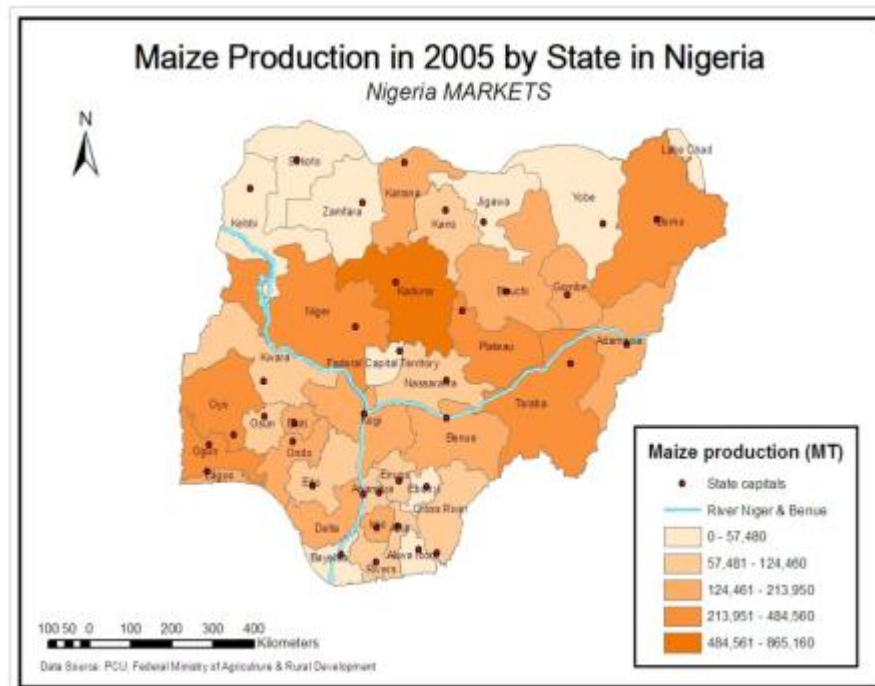 Maize Production in 2005 by State in Nigeria
Nigeria MARKETS
N
Lake Chad
Sokoto
Katsina
Jigawa
Yobe
Zamfara
Kano
Borno
Kebbi
Kaduna
Bauchi
Gombe
Niger
Adamawa
Plateau
Federal Capital Territory
Kwara
Nassarawa
Taraba
Oyo
Osun
Ekiti
Kogi
Benue
Ogun
Ondo
Lagos
Edo
Enugu
Anambra
Ebonyi
Cross River
Delta
Imo
Abia
Bayelsa
Akwa Ibom
Rivers
Maize production (MT)
State capitals
River Niger & Benue
0 - 57,480
57,481 - 124,460
124,461 - 213,950
213,951 - 484,560
484,561 - 865,160
100 50 0 100 200 300 400
Kilometers
Data Source: PCU, Federal Ministry of Agriculture & Rural Development